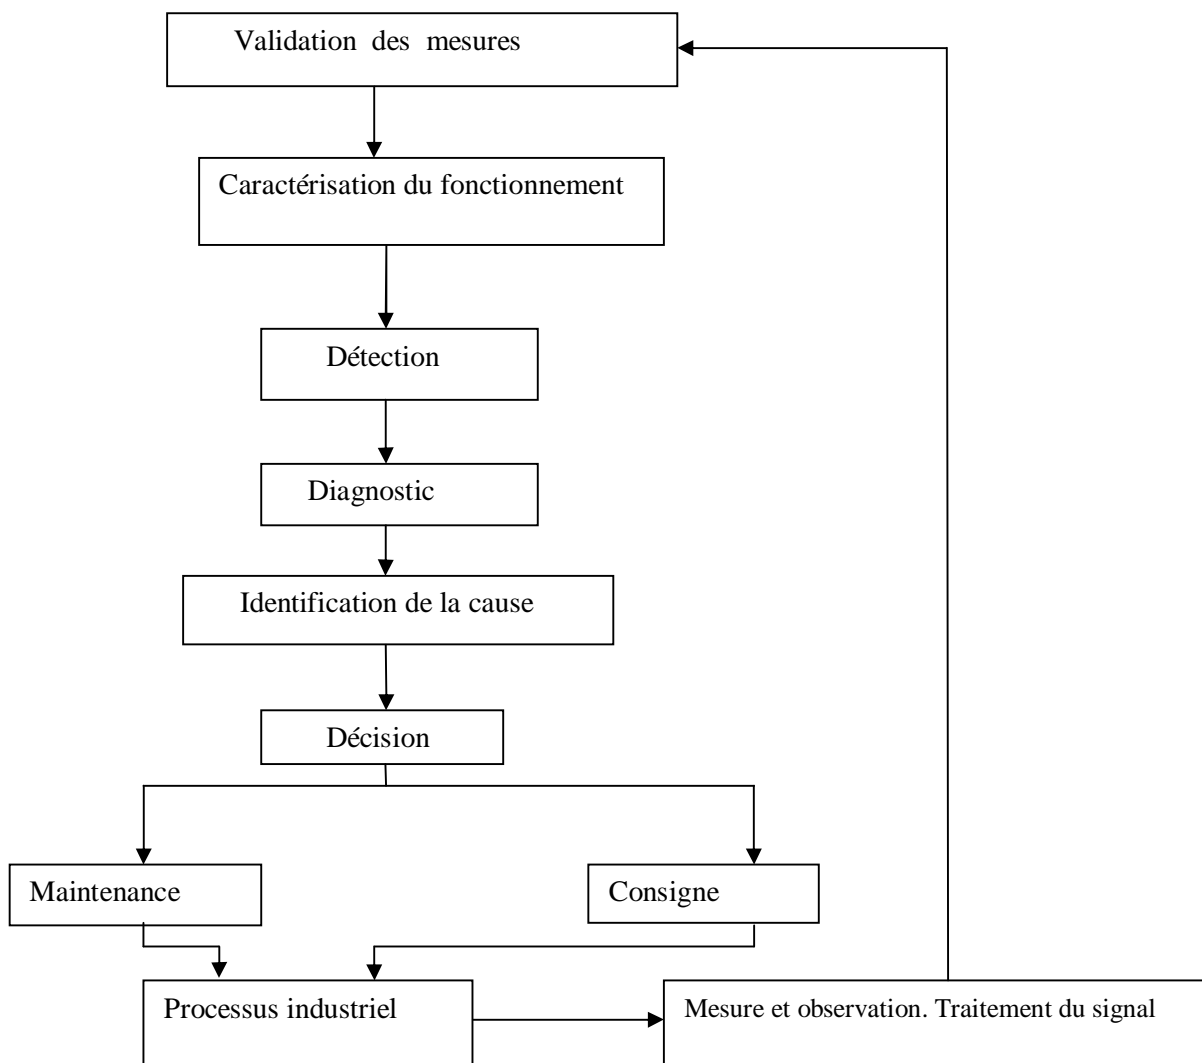 Validation des mesures
Caractérisation du fonctionnement
Détection
Diagnostic
Identification de la cause
Décision
Maintenance
Consigne
Processus industriel
Mesure et observation. Traitement du signal